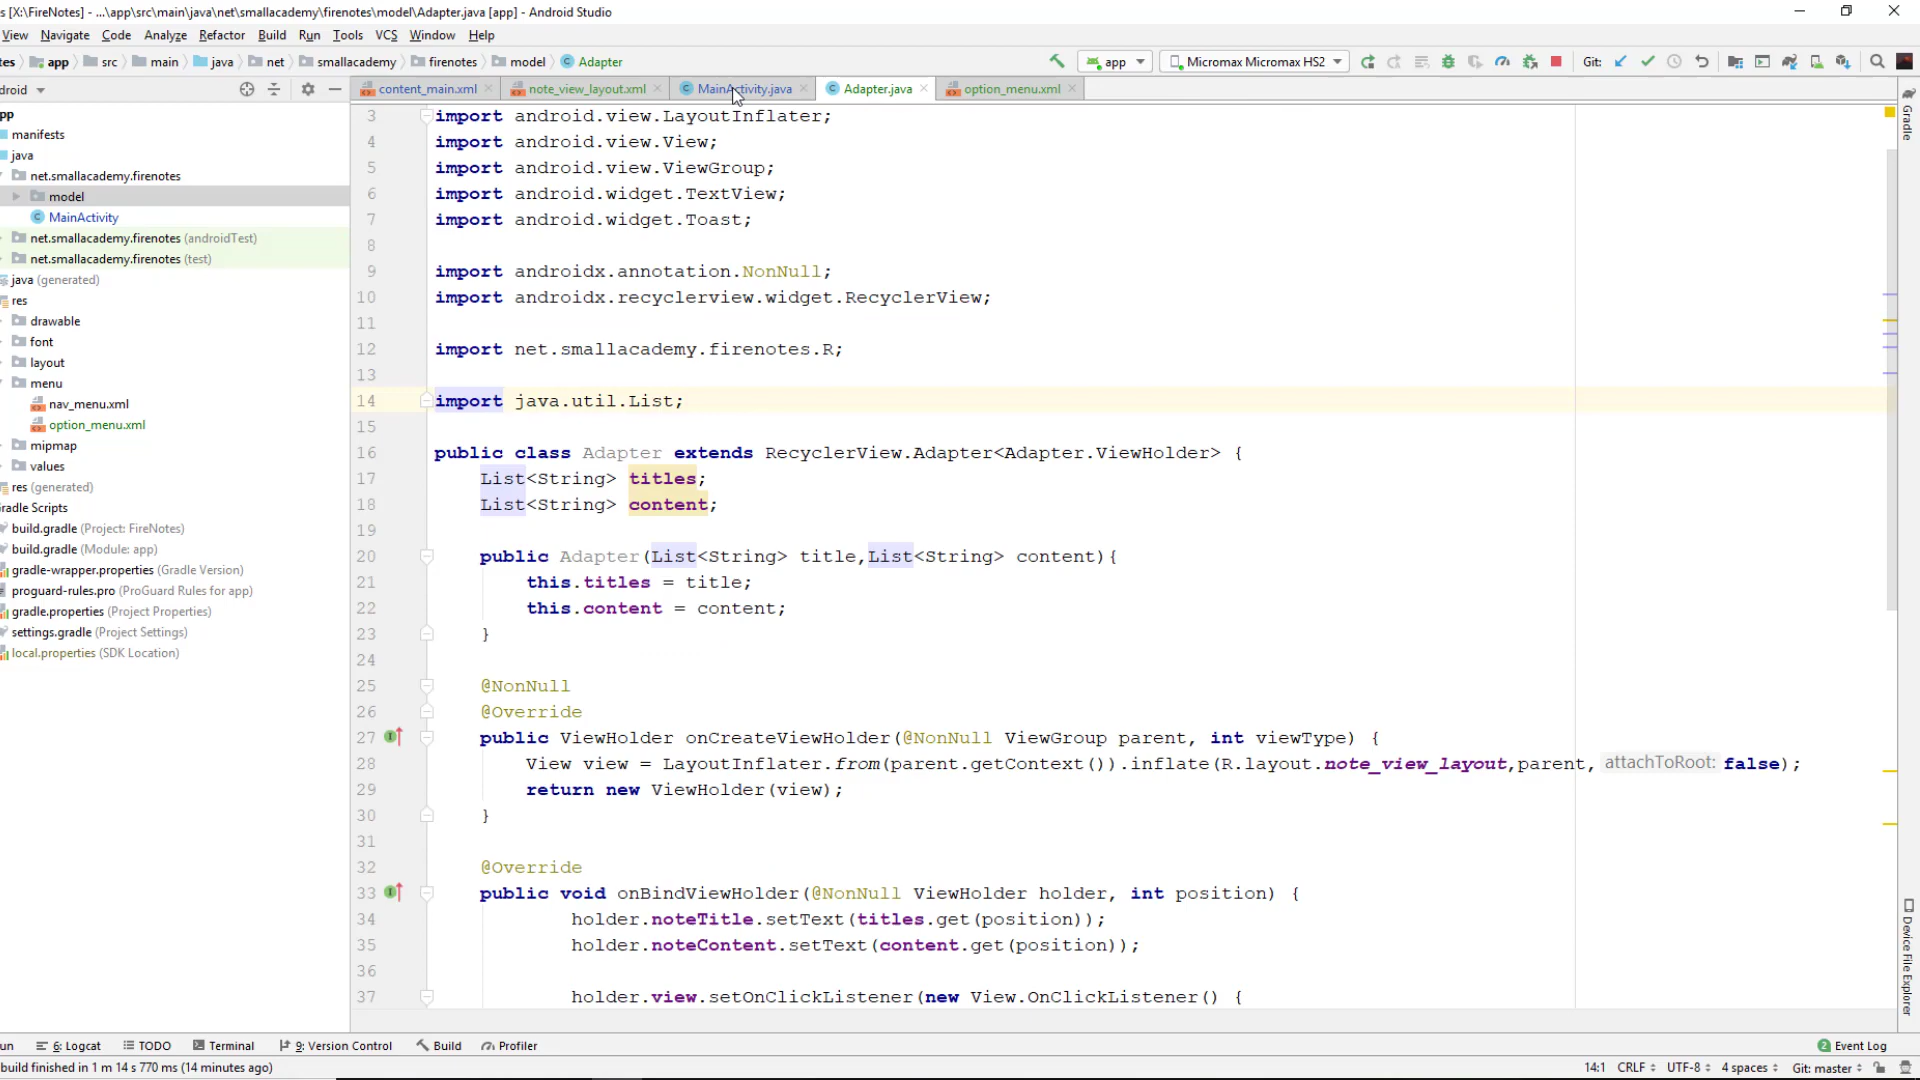 s [X:\FireNotes] - ...\app\src\main\java\net\smallacademy\firenotes\model\Adapter.java [app] - Android Studio
View Navigate Code Analyze Refactor Build Run Tools VCS Window Help
tes app src main java net smallacademy firenotes model Adapter app Micromax Micromax HS2 Git:
droid content_main.xml note_view_layout.xml MainActivity.java Adapter.java option_menu.xml
pp
manifests
java
net.smallacademy.firenotes
model
MainActivity
net.smallacademy.firenotes (androidTest)
net.smallacademy.firenotes (test)
java (generated)
res
drawable
font
layout
menu
nav_menu.xml
option_menu.xml
mipmap
values
res (generated)
Gradle Scripts
build.gradle (Project: FireNotes)
build.gradle (Module: app)
gradle-wrapper.properties (Gradle Version)
proguard-rules.pro (ProGuard Rules for app)
gradle.properties (Project Properties)
settings.gradle (Project Settings)
local.properties (SDK Location)
3 import android.view.LayoutInflater;
4 import android.view.View;
5 import android.view.ViewGroup;
6 import android.widget.TextView;
7 import android.widget.Toast;
8
9 import androidx.annotation.NonNull;
10 import androidx.recyclerview.widget.RecyclerView;
11
12 import net.smallacademy.firenotes.R;
13
14 import java.util.List;
15
16 public class Adapter extends RecyclerView.Adapter<Adapter.ViewHolder> {
17 List<String> titles;
18 List<String> content;
19
20 public Adapter(List<String> title,List<String> content){
21 this.titles = title;
22 this.content = content;
23 }
24
25 @NonNull
26 @Override
27 public ViewHolder onCreateViewHolder(@NonNull ViewGroup parent, int viewType) {
28 View view = LayoutInflater.from(parent.getContext()).inflate(R.layout.note_view_layout,parent, attachToRoot: false);
29 return new ViewHolder(view);
30 }
31
32 @Override
33 public void onBindViewHolder(@NonNull ViewHolder holder, int position) {
34 holder.noteTitle.setText(titles.get(position));
35 holder.noteContent.setText(content.get(position));
36
37 holder.view.setOnClickListener(new View.OnClickListener() {
Gradle
Device File Explorer
un 6: Logcat TODO Terminal 9: Version Control Build Profiler 2 Event Log
build finished in 1 m 14 s 770 ms (14 minutes ago) 14:1 CRLF UTF-8 4 spaces Git: master